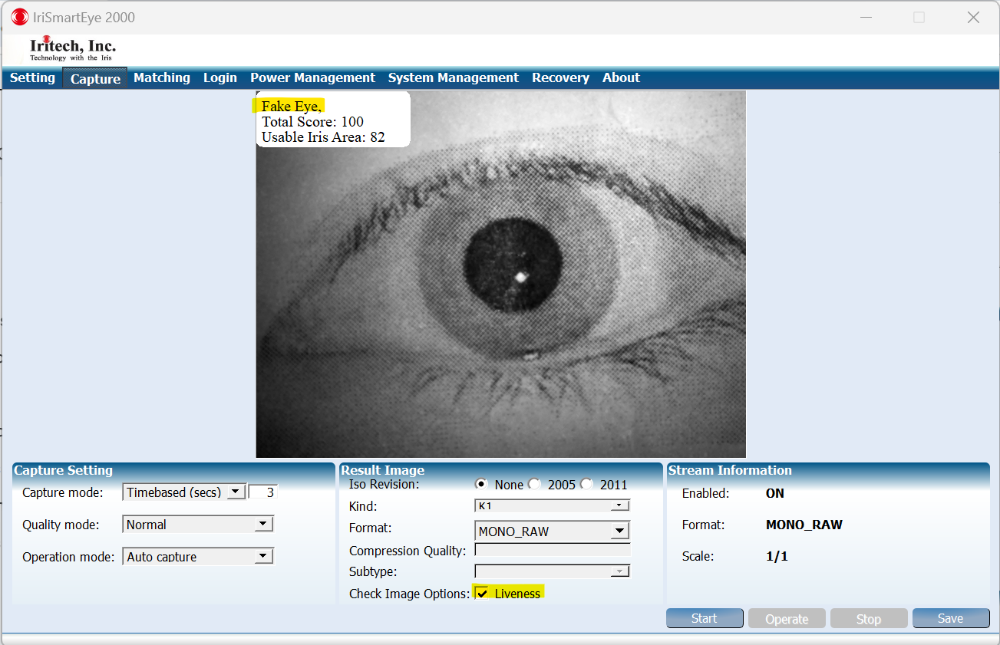 IriSmartEye 2000
Iritech, Inc.
Technology with the Iris
Setting Capture Matching Login Power Management System Management Recovery About
Fake Eye,
Total Score: 100
Usable Iris Area: 82
Capture Setting
Capture mode: Timebased (secs) 3
Quality mode: Normal
Operation mode: Auto capture
Result Image
Iso Revision: None 2005 2011
Kind: K1
Format: MONO_RAW
Compression Quality:
Subtype:
Check Image Options: Liveness
Stream Information
Enabled: ON
Format: MONO_RAW
Scale: 1/1
Start Operate Stop Save